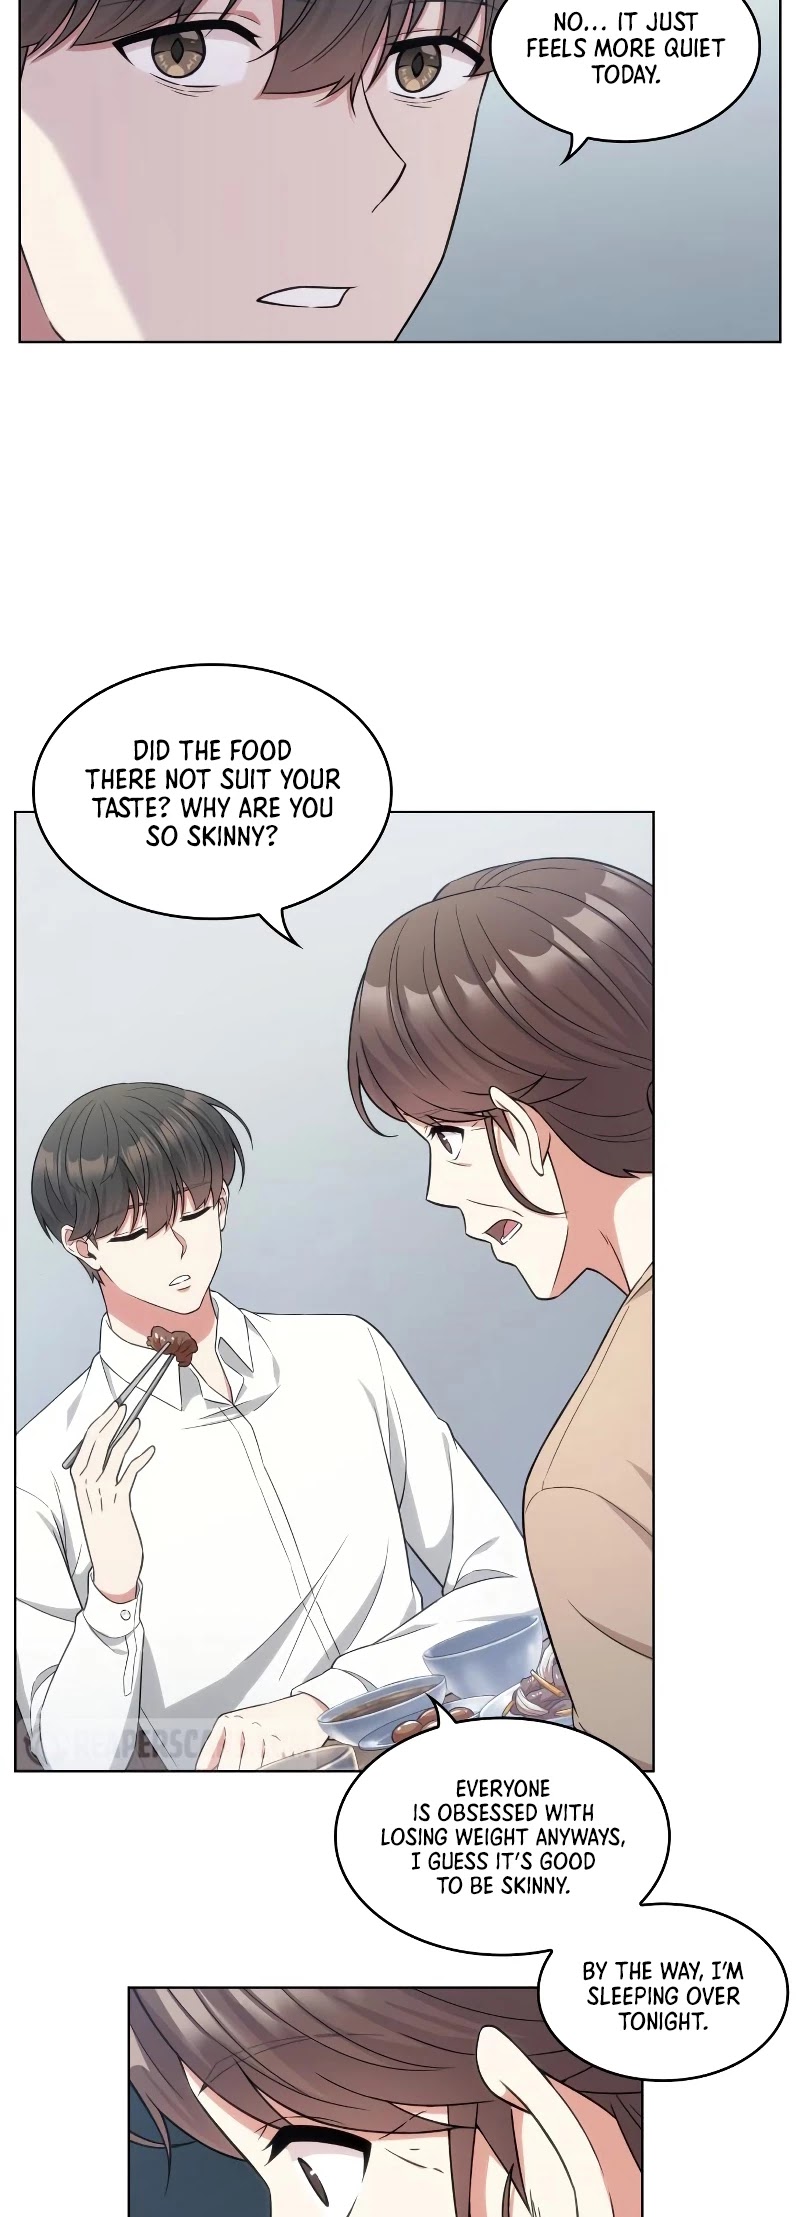 NO... IT JUST
FEELS MORE QUIET
TODAY.
DID THE FOOD
THERE NOT SUIT YOUR
TASTE? WHY ARE YOU
SO SKINNY?
EVERYONE
IS OBSESSED WITH
LOSING WEIGHT ANYWAYS,
I GUESS IT'S GOOD
TO BE SKINNY.
BY THE WAY, I'M
SLEEPING OVER
TONIGHT.